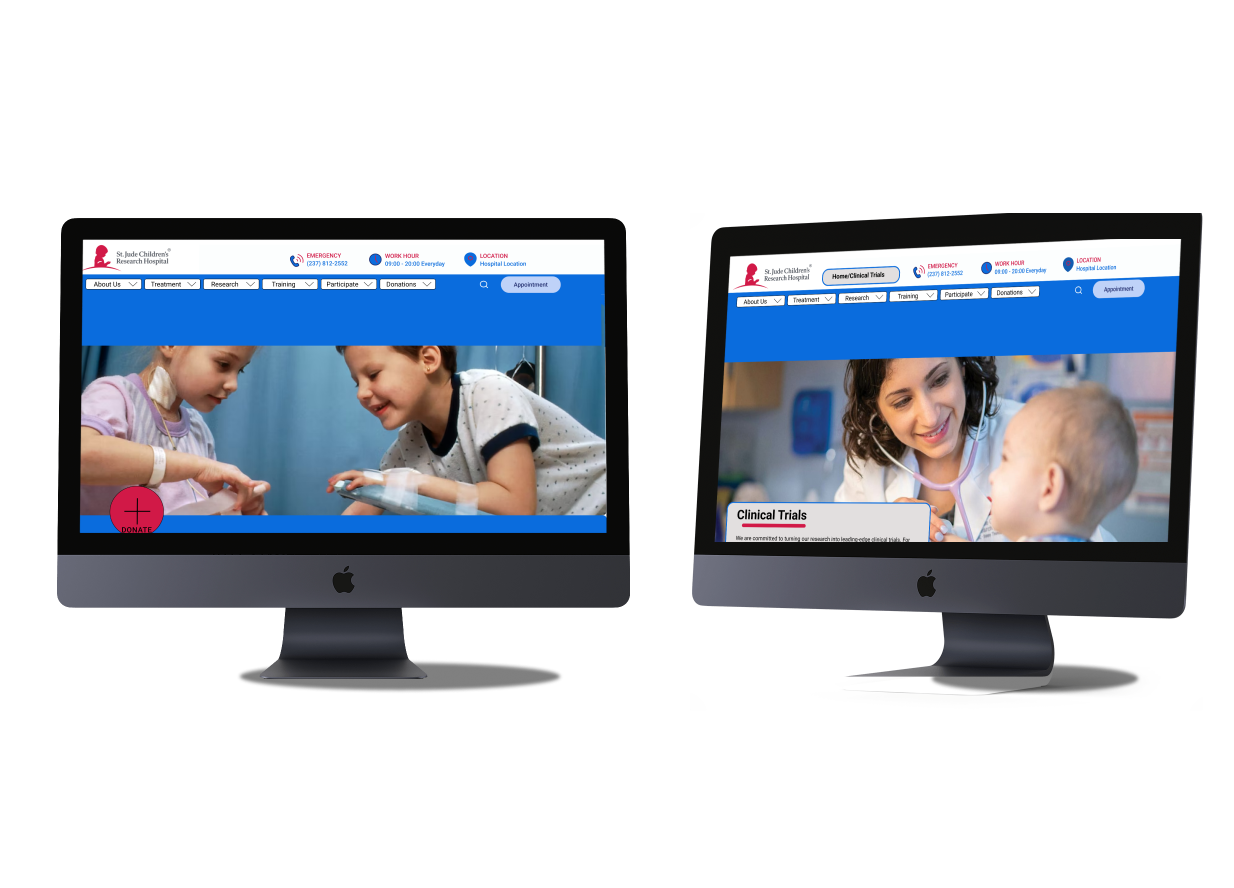 St. Jude Children's®
Research Hospital
EMERGENCY
(237) 812-2552
WORK HOUR
09:00 - 20:00 Everyday
LOCATION
Hospital Location
About Us
Treatment
Research
Training
Participate
Donations
Appointment
DONATE
St. Jude Children's®
Research Hospital
Home/Clinical Trials
EMERGENCY
(237) 812-2552
WORK HOUR
09:00 - 20:00 Everyday
LOCATION
Hospital Location
About Us
Treatment
Research
Training
Participate
Donations
Appointment
Clinical Trials
We are committed to turning our research into leading-edge clinical trials. For